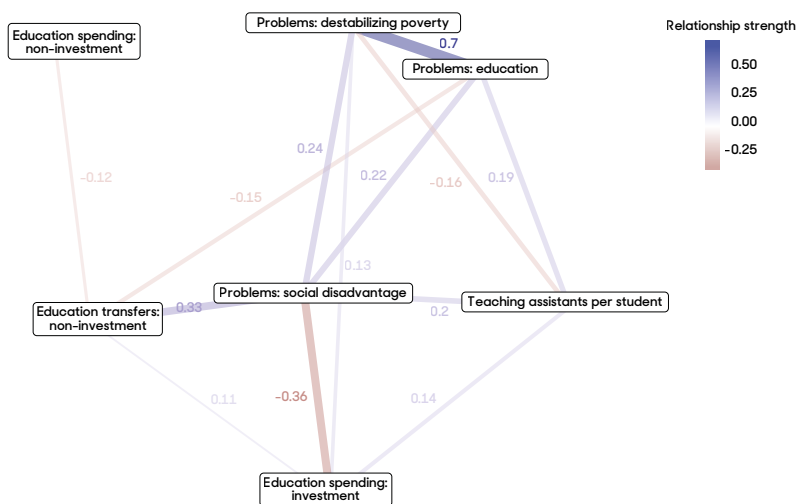 Problems: destabilizing poverty
Relationship strength
Education spending:
non-investment
0.7
Problems: education
0.50
0.25
0.00
-0.25
0.24
0.22
-0.12
-0.16
0.19
-0.15
0.13
Problems: social disadvantage
Teaching assistants per student
0.33
0.2
Education transfers:
non-investment
-0.36
0.11
0.14
Education spending:
investment